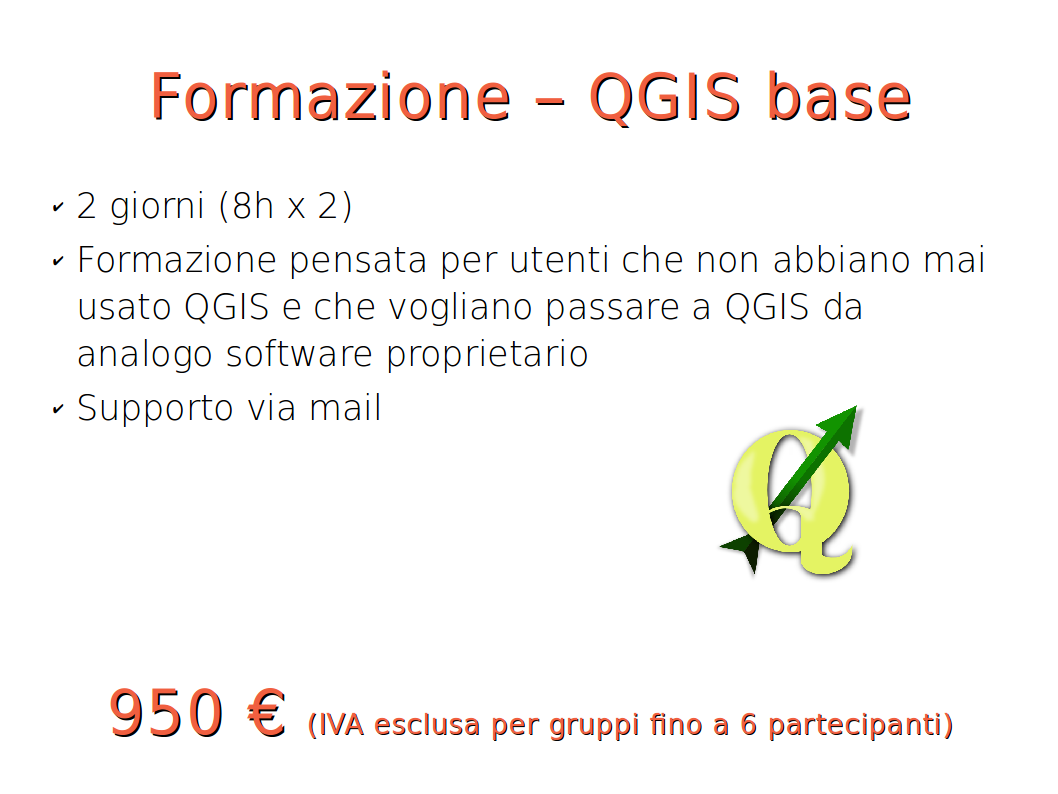 Formazione – QGIS base
✔ 2 giorni (8h x 2)
✔ Formazione pensata per utenti che non abbiano mai
usato QGIS e che vogliano passare a QGIS da
analogo software proprietario
✔ Supporto via mail
Q
950 € (IVA esclusa per gruppi fino a 6 partecipanti)